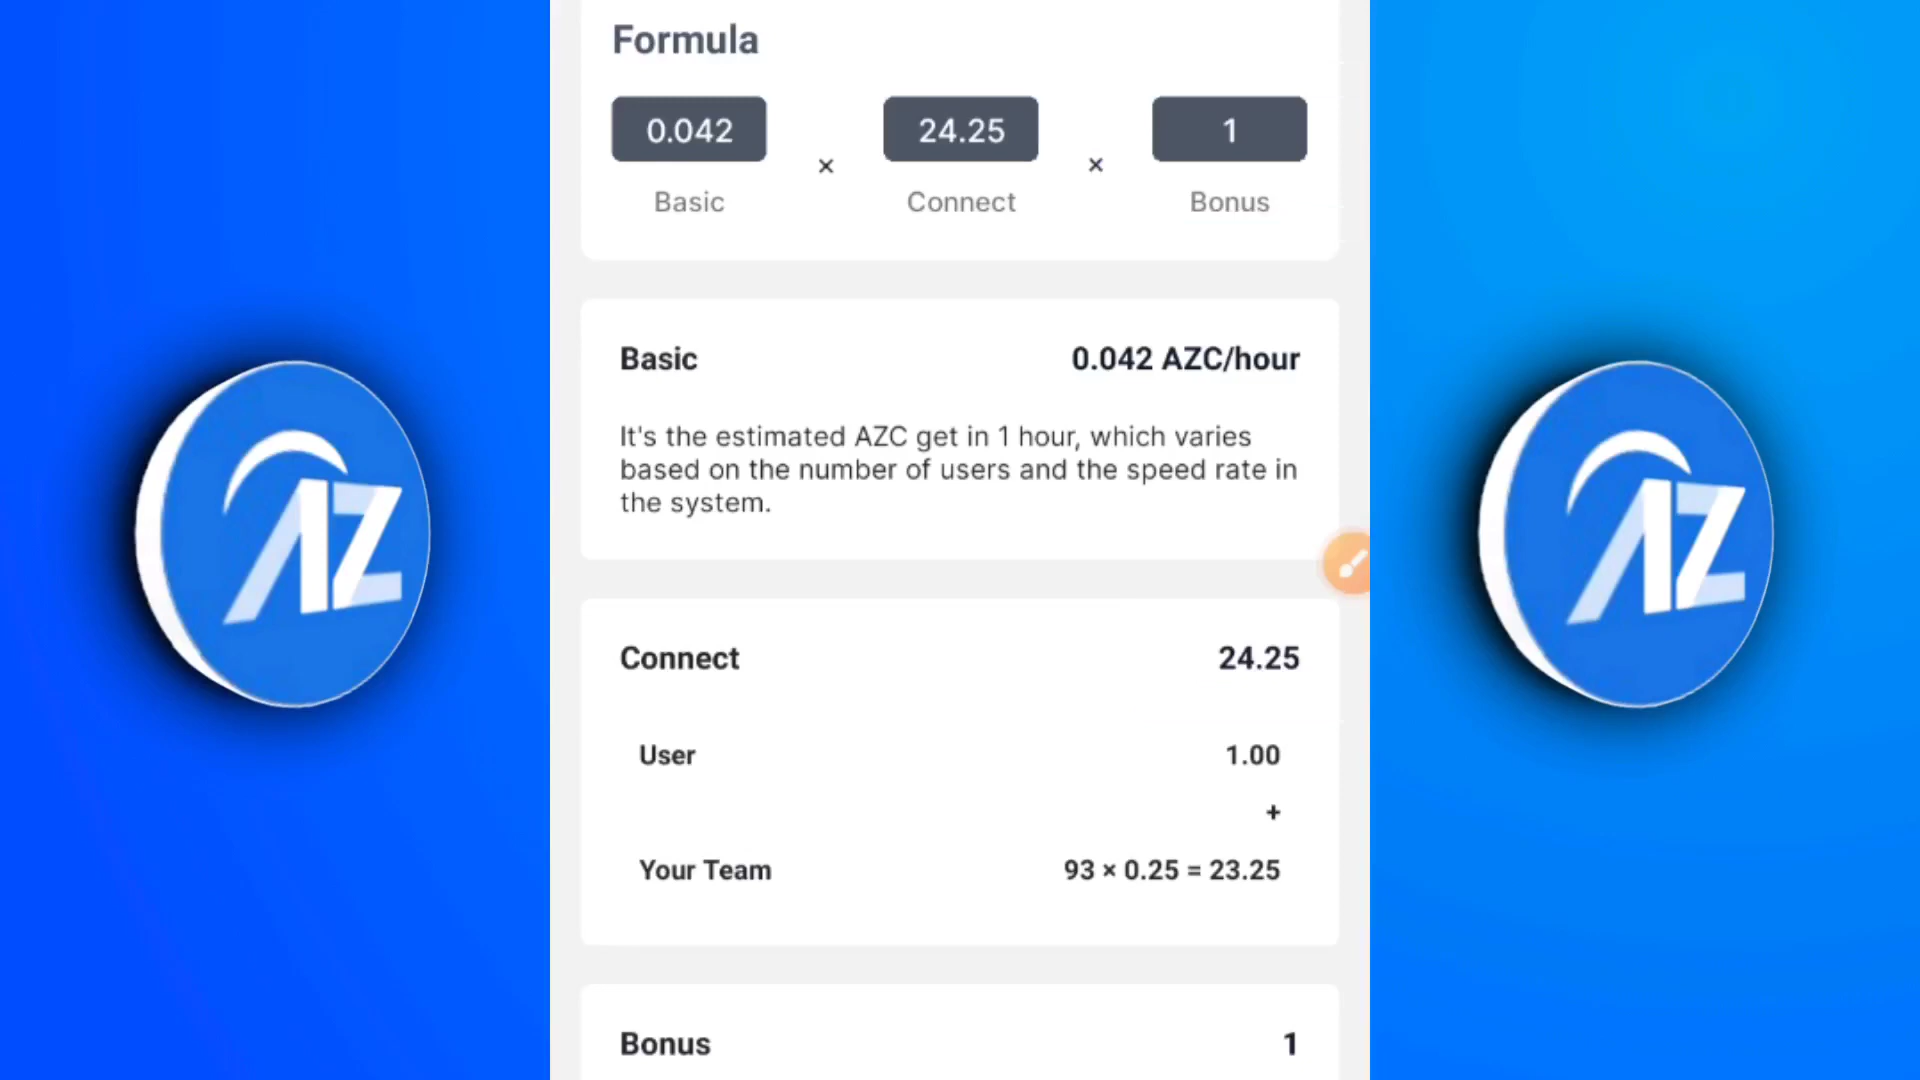 Formula
0.042 × 24.25 × 1
Basic Connect Bonus
Basic 0.042 AZC/hour
It's the estimated AZC get in 1 hour, which varies
based on the number of users and the speed rate in
the system.
Connect 24.25
User 1.00
+
Your Team 93 × 0.25 = 23.25
Bonus 1
AZ
AZ